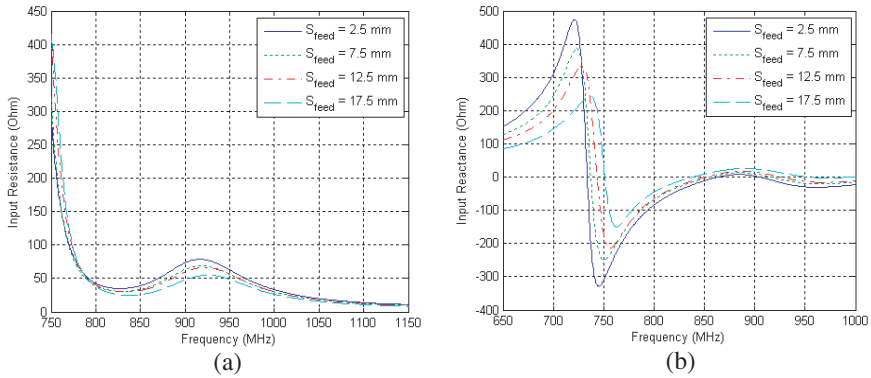 450
400
350
300
250
200
150
100
50
0
Input Resistance (Ohm)
S_feed = 2.5 mm
S_feed = 7.5 mm
S_feed = 12.5 mm
S_feed = 17.5 mm
750 800 850 900 950 1000 1050 1100 1150
Frequency (MHz)
(a)
500
400
300
200
100
0
-100
-200
-300
-400
Input Reactance (Ohm)
S_feed = 2.5 mm
S_feed = 7.5 mm
S_feed = 12.5 mm
S_feed = 17.5 mm
650 700 750 800 850 900 950 1000
Frequency (MHz)
(b)